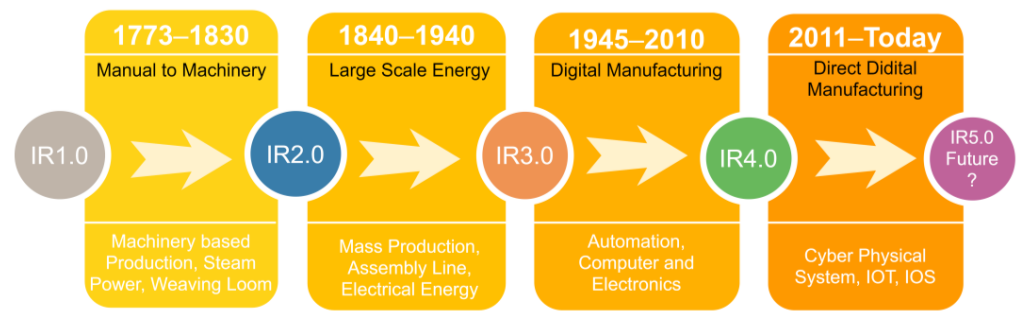 1773–1830
Manual to Machinery
IR1.0
Machinery based
Production, Steam
Power, Weaving Loom
1840–1940
Large Scale Energy
IR2.0
Mass Production,
Assembly Line,
Electrical Energy
1945–2010
Digital Manufacturing
IR3.0
Automation,
Computer and
Electronics
2011–Today
Direct Didital
Manufacturing
IR4.0
Cyber Physical
System, IOT, IOS
IR5.0
Future
?